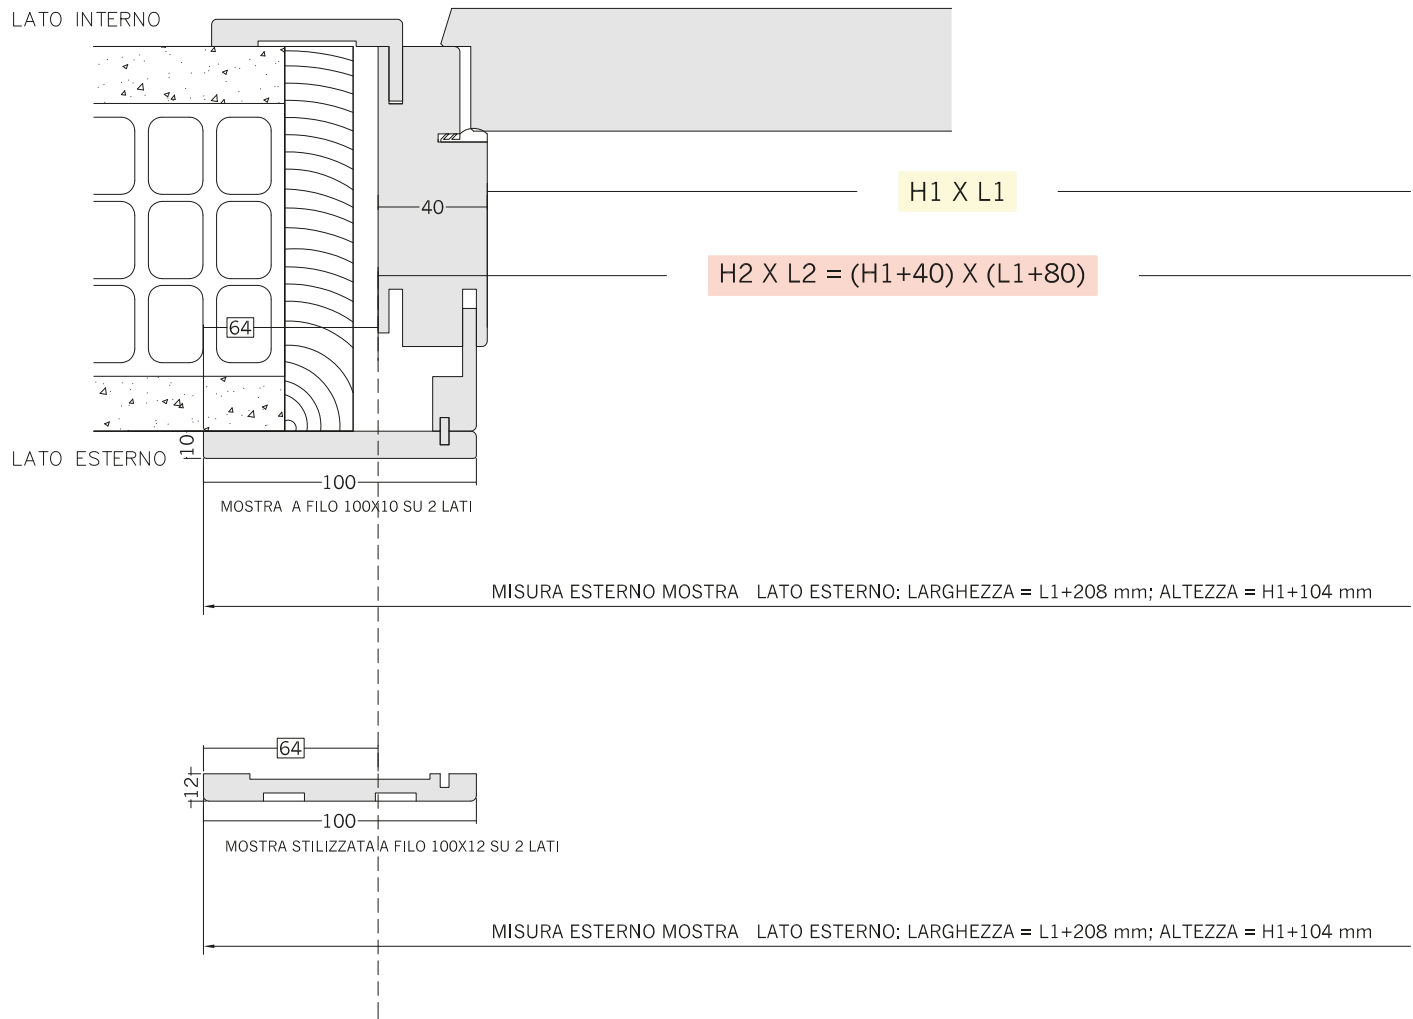 LATO INTERNO
H1 X L1
40
H2 X L2 = (H1+40) X (L1+80)
64
10
LATO ESTERNO
100
MOSTRA A FILO 100X10 SU 2 LATI
MISURA ESTERNO MOSTRA LATO ESTERNO: LARGHEZZA = L1+208 mm; ALTEZZA = H1+104 mm
64
12
100
MOSTRA STILIZZATA A FILO 100X12 SU 2 LATI
MISURA ESTERNO MOSTRA LATO ESTERNO: LARGHEZZA = L1+208 mm; ALTEZZA = H1+104 mm